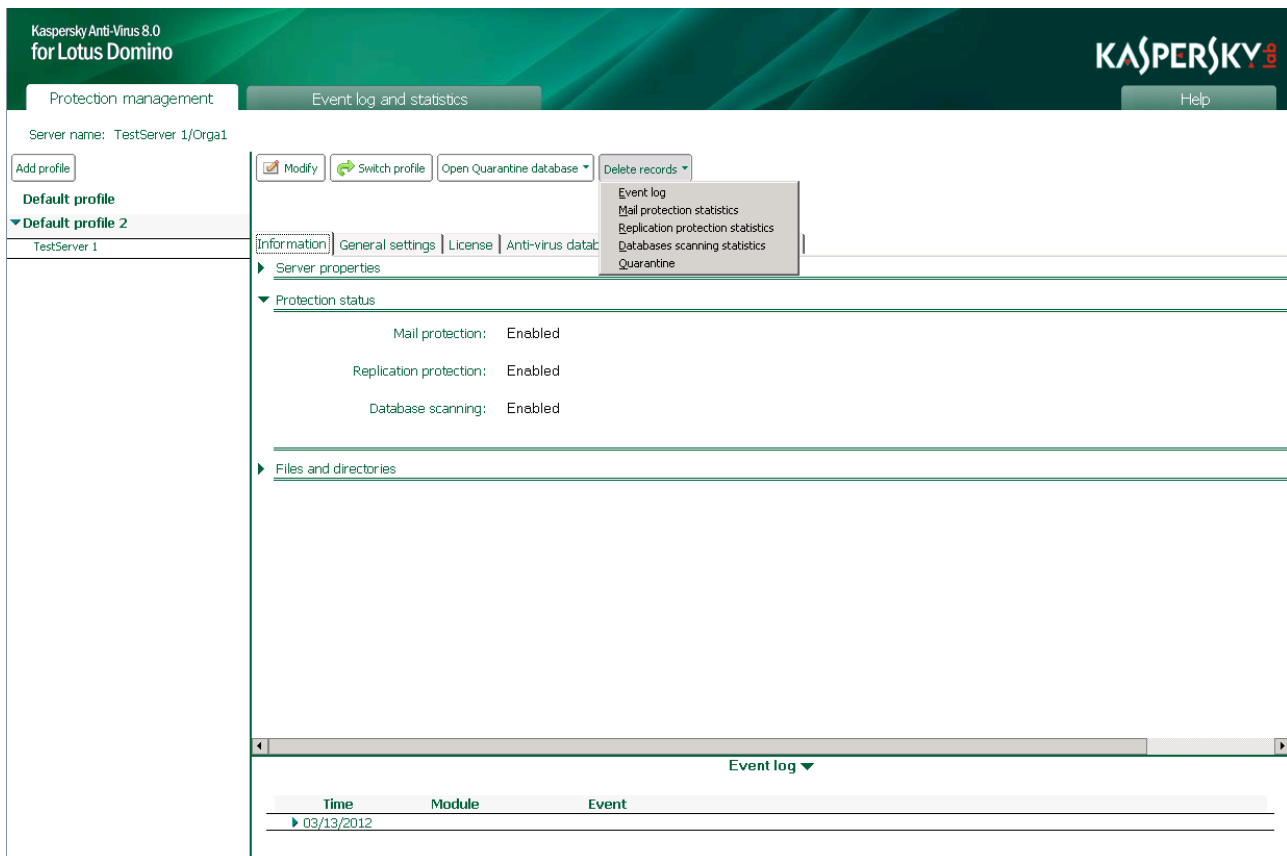 Kaspersky Anti-Virus 8.0
for Lotus Domino
KASPERSKY lab
Protection management
Event log and statistics
Help
Server name: TestServer 1/Orga1
Add profile
Modify
Switch profile
Open Quarantine database
Delete records
Default profile
Default profile 2
TestServer 1
Event log
Mail protection statistics
Replication protection statistics
Databases scanning statistics
Quarantine
Information
General settings
License
Anti-virus datab
Server properties
Protection status
Mail protection: Enabled
Replication protection: Enabled
Database scanning: Enabled
Files and directories
Event log
Time Module Event
03/13/2012